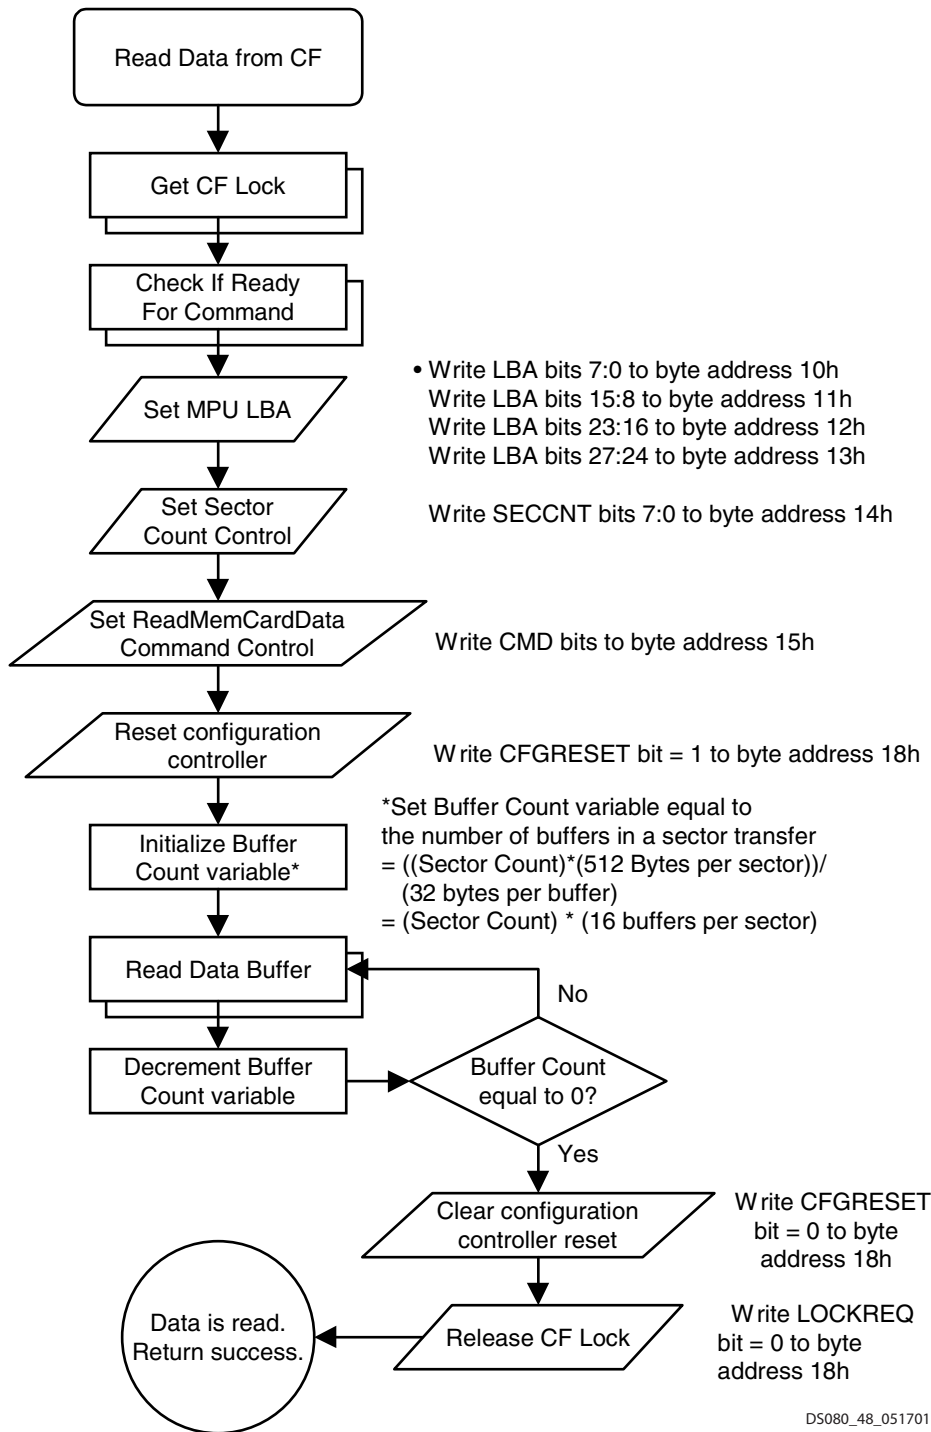 Read Data from CF
Get CF Lock
Check If Ready
For Command
• Write LBA bits 7:0 to byte address 10h
Write LBA bits 15:8 to byte address 11h
Write LBA bits 23:16 to byte address 12h
Write LBA bits 27:24 to byte address 13h
Set MPU LBA
Set Sector
Count Control
Write SECCNT bits 7:0 to byte address 14h
Set ReadMemCardData
Command Control
Write CMD bits to byte address 15h
Reset configuration
controller
Write CFGRESET bit = 1 to byte address 18h
Initialize Buffer
Count variable*
*Set Buffer Count variable equal to
the number of buffers in a sector transfer
= ((Sector Count)*(512 Bytes per sector))/
(32 bytes per buffer)
= (Sector Count) * (16 buffers per sector)
Read Data Buffer
No
Decrement Buffer
Count variable
Buffer Count
equal to 0?
Yes
Clear configuration
controller reset
Write CFGRESET
bit = 0 to byte
address 18h
Data is read.
Return success.
Release CF Lock
Write LOCKREQ
bit = 0 to byte
address 18h
DS080_48_051701